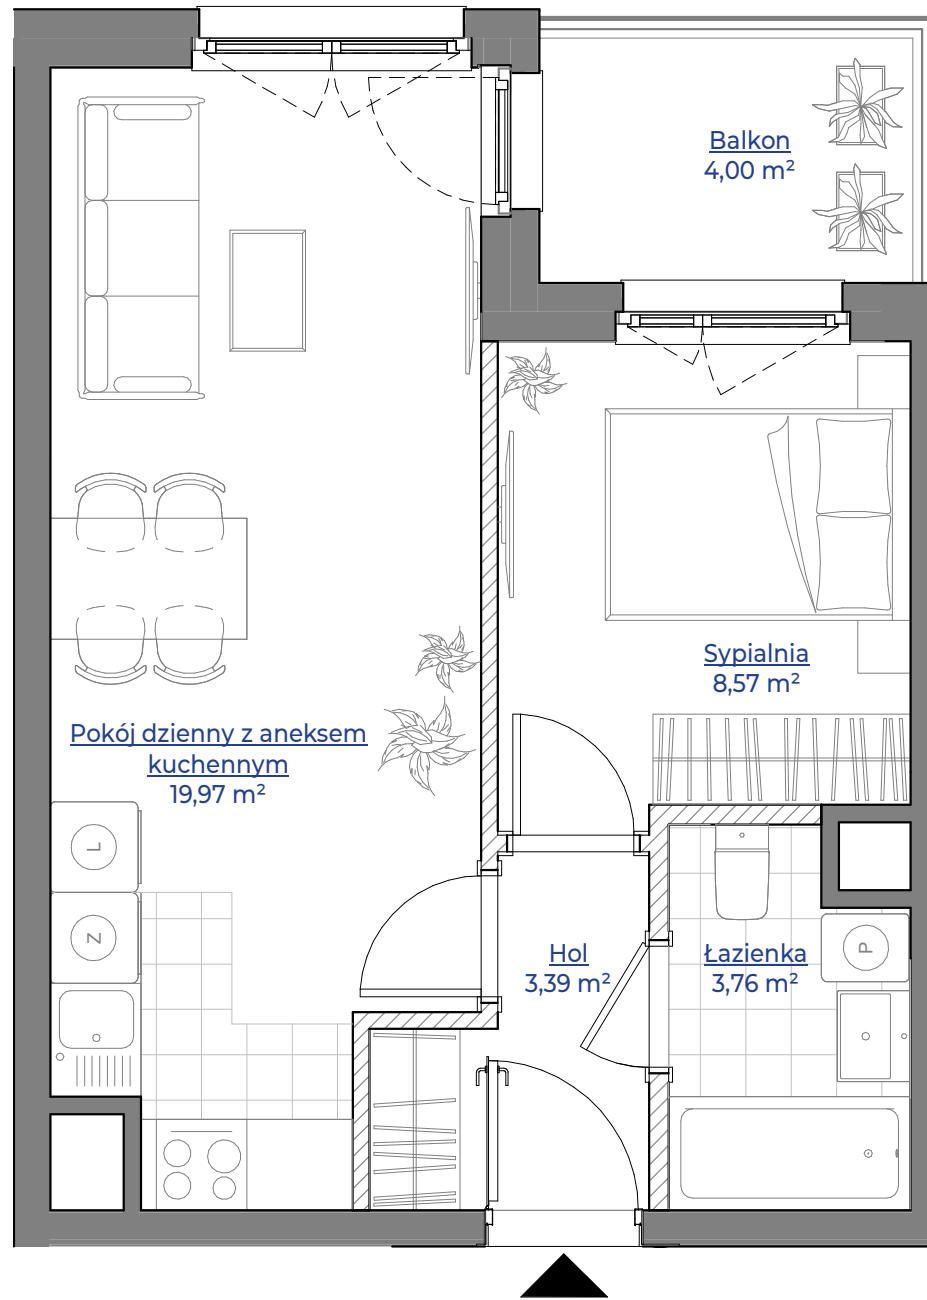 Balkon
4,00 m²
Sypialnia
8,57 m²
Pokój dzienny z aneksem
kuchennym
19,97 m²
L
Z
Hol
3,39 m²
Łazienka
3,76 m²
P